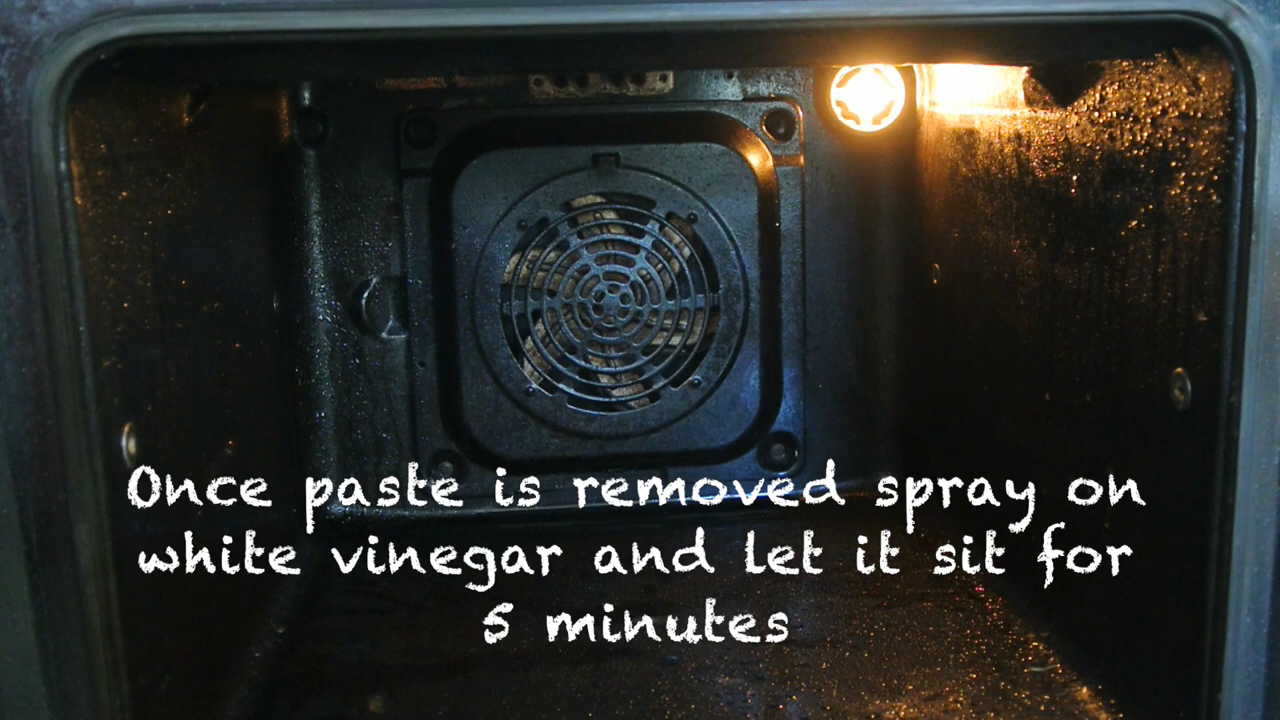 Once paste is removed spray on
white vinegar and let it sit for
5 minutes